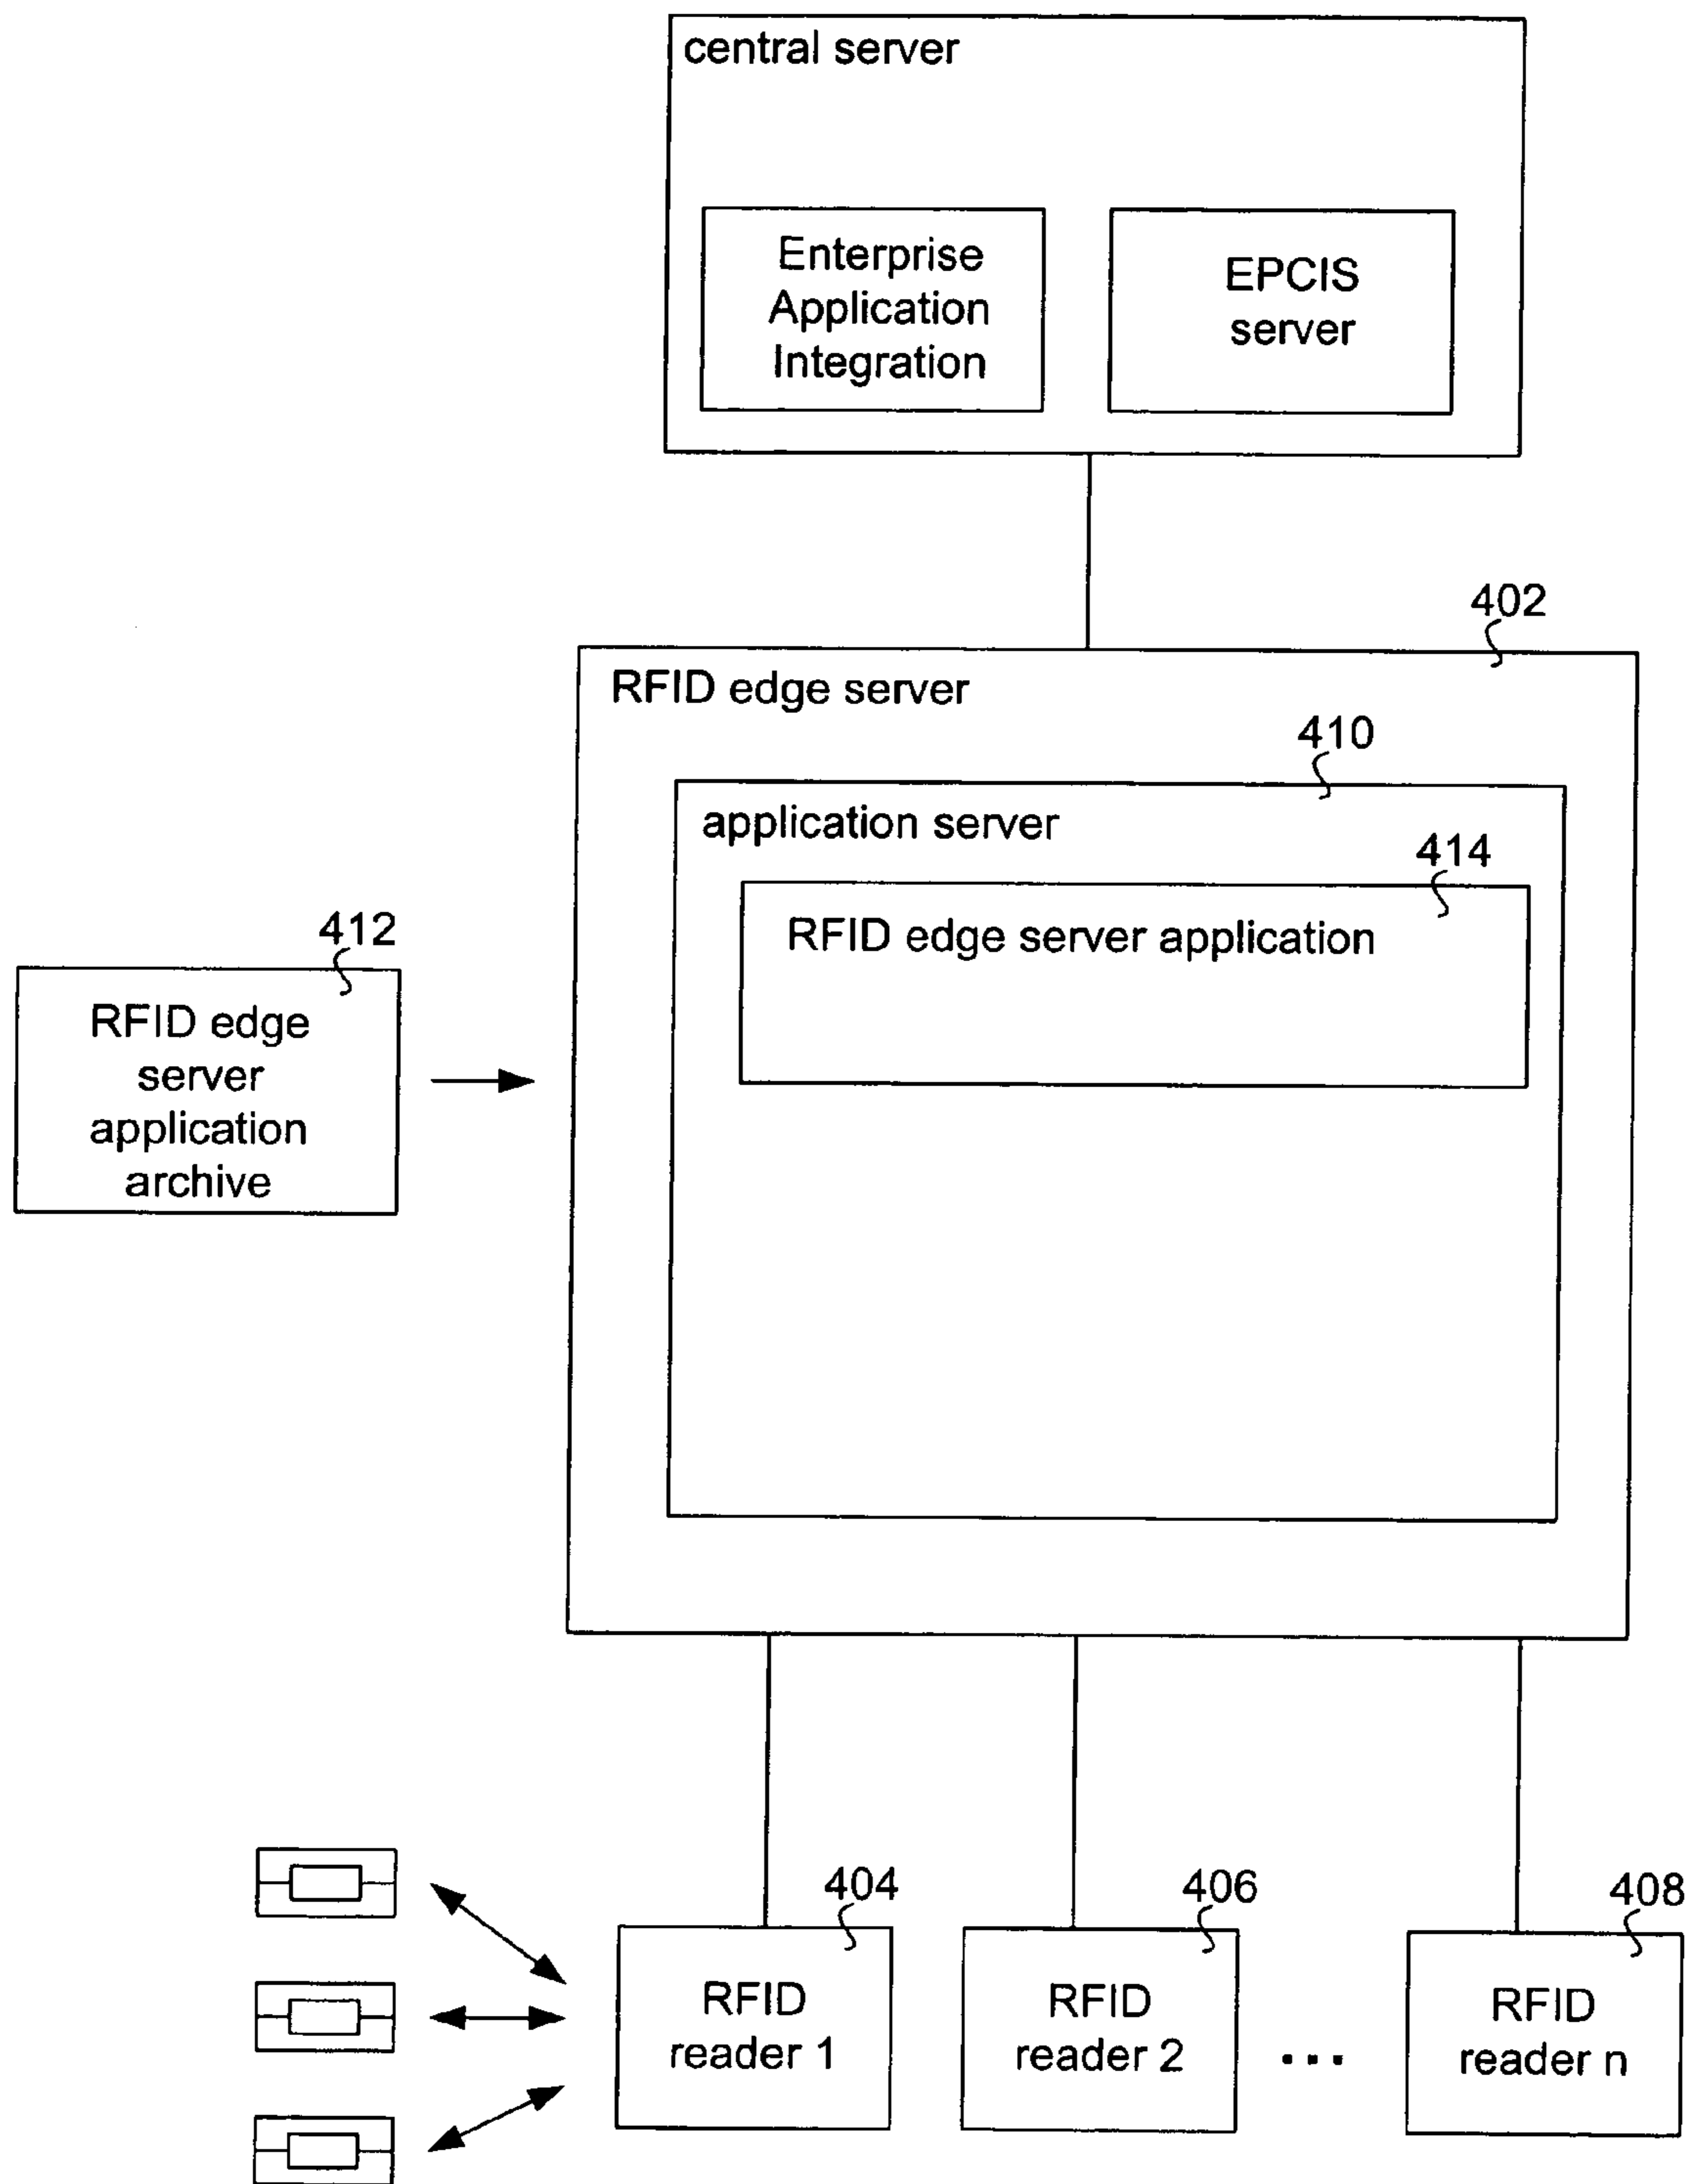 central server
Enterprise
Application
Integration
EPCIS
server
402
RFID edge server
410
application server
414
RFID edge server application
412
RFID edge
server
application
archive
404
406
408
RFID
reader 1
RFID
reader 2
...
RFID
reader n